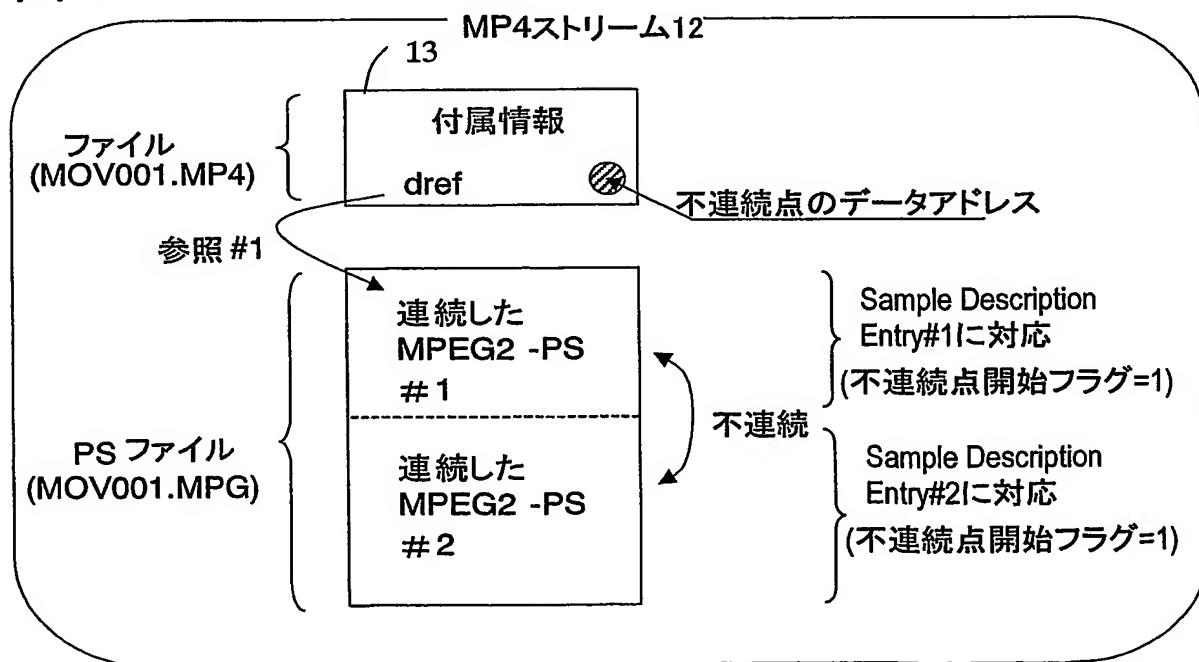 MP4ストリーム12
13
ファイル
(MOV001.MP4)
付属情報
dref
不連続点のデータアドレス
参照 #1
連続した
MPEG2 -PS
#1
連続した
MPEG2 -PS
#2
PS ファイル
(MOV001.MPG)
不連続
Sample Description
Entry#1に対応
(不連続点開始フラグ=1)
Sample Description
Entry#2に対応
(不連続点開始フラグ=1)